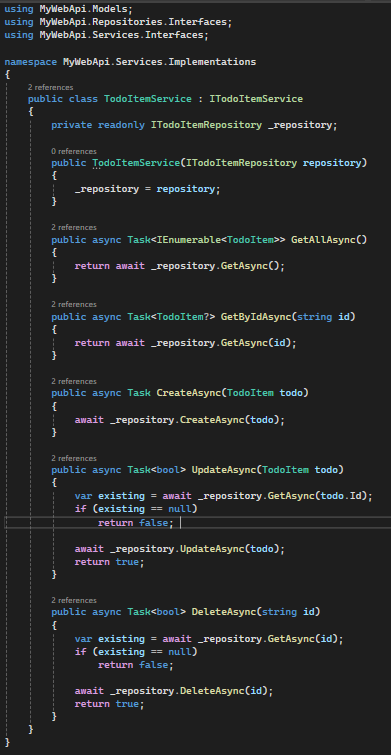 using MyWebApi.Models;
using MyWebApi.Repositories.Interfaces;
using MyWebApi.Services.Interfaces;

namespace MyWebApi.Services.Implementations
{
    2 references
    public class TodoItemService : ITodoItemService
    {
        private readonly ITodoItemRepository _repository;

        0 references
        public TodoItemService(ITodoItemRepository repository)
        {
            _repository = repository;
        }

        2 references
        public async Task<IEnumerable<TodoItem>> GetAllAsync()
        {
            return await _repository.GetAsync();
        }

        2 references
        public async Task<TodoItem?> GetByIdAsync(string id)
        {
            return await _repository.GetAsync(id);
        }

        2 references
        public async Task CreateAsync(TodoItem todo)
        {
            await _repository.CreateAsync(todo);
        }

        2 references
        public async Task<bool> UpdateAsync(TodoItem todo)
        {
            var existing = await _repository.GetAsync(todo.Id);
            if (existing == null)
                return false;

            await _repository.UpdateAsync(todo);
            return true;
        }

        2 references
        public async Task<bool> DeleteAsync(string id)
        {
            var existing = await _repository.GetAsync(id);
            if (existing == null)
                return false;

            await _repository.DeleteAsync(id);
            return true;
        }
    }
}